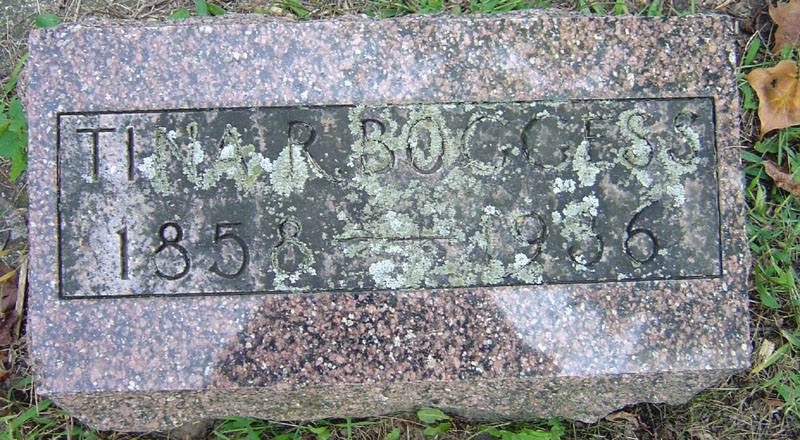 TINA R. BOGGESS
1858 — 1936